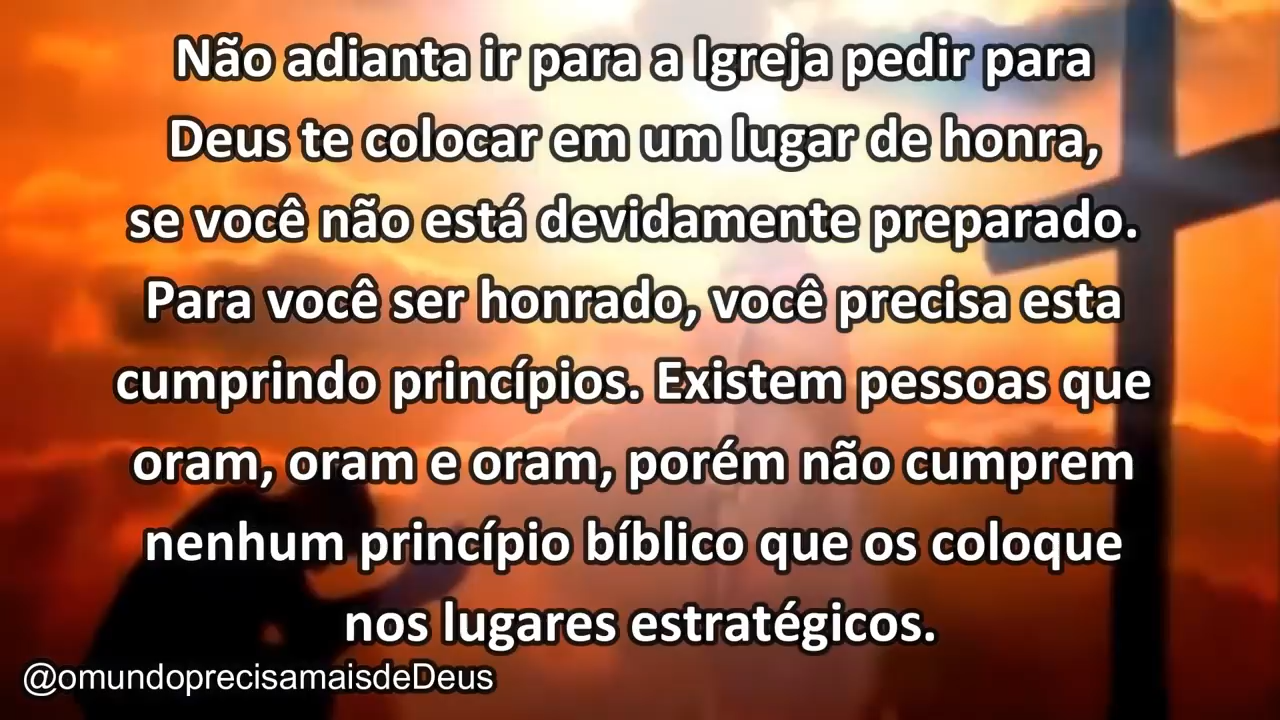 Não adianta ir para a Igreja pedir para
Deus te colocar em um lugar de honra,
se você não está devidamente preparado.
Para você ser honrado, você precisa esta
cumprindo princípios. Existem pessoas que
oram, oram e oram, porém não cumprem
nenhum princípio bíblico que os coloque
nos lugares estratégicos.
@omundoprecisamaisdeDeus